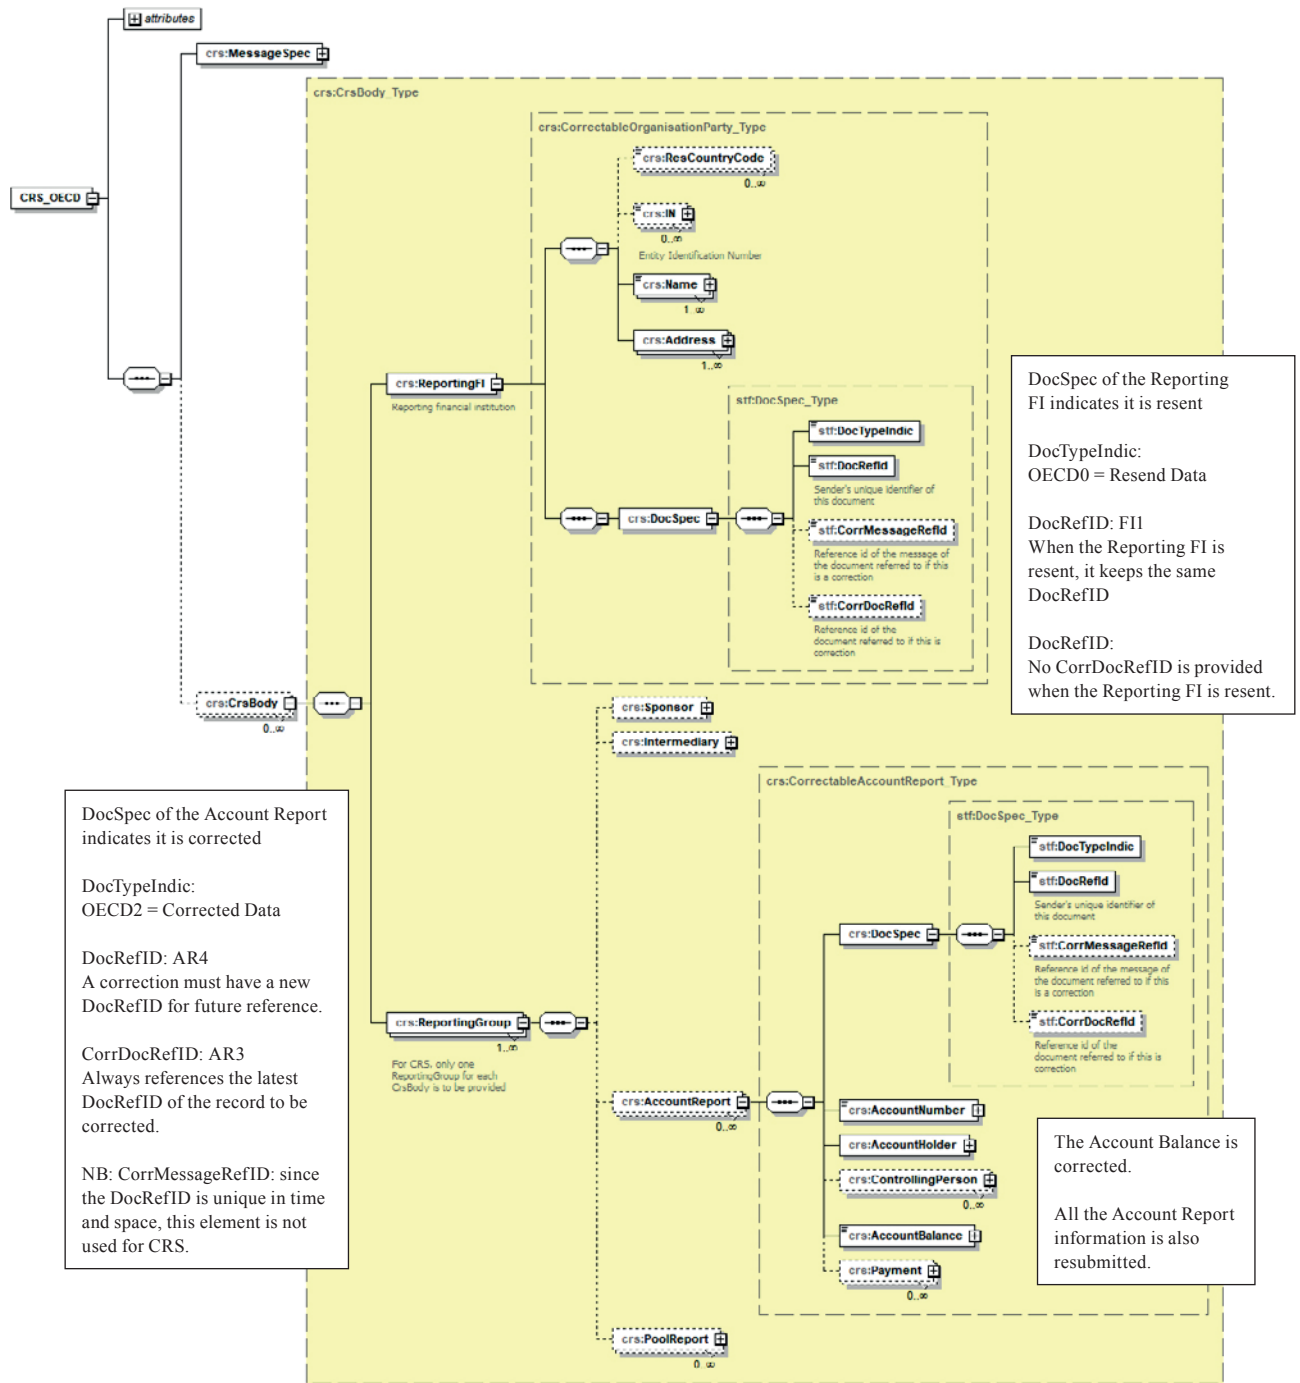 attributes
crs:MessageSpec
crs:CrsBody_Type
crs:CorrectableOrganisationParty_Type
crs:ResCountryCode
0..∞
CRS_OECD
crs:IN
0..∞
Entity Identification Number
crs:Name
1..∞
crs:Address
1..∞
crs:ReportingFI
Reporting financial institution
stf:DocSpec_Type
stf:DocTypeIndic
stf:DocRefId
Sender's unique identifier of
this document
crs:DocSpec
stf:CorrMessageRefId
Reference id of the message of
the document referred to if this
is a correction
stf:CorrDocRefId
Reference id of the
document referred to if this is
correction
DocSpec of the Reporting
FI indicates it is resent
DocTypeIndic:
OECD0 = Resend Data
DocRefID: FI1
When the Reporting FI is
resent, it keeps the same
DocRefID
DocRefID:
No CorrDocRefID is provided
when the Reporting FI is resent.
crs:CrsBody
0..∞
crs:Sponsor
crs:Intermediary
crs:CorrectableAccountReport_Type
DocSpec of the Account Report
indicates it is corrected
DocTypeIndic:
OECD2 = Corrected Data
DocRefID: AR4
A correction must have a new
DocRefID for future reference.
CorrDocRefID: AR3
Always references the latest
DocRefID of the record to be
corrected.
NB: CorrMessageRefID: since
the DocRefID is unique in time
and space, this element is not
used for CRS.
stf:DocSpec_Type
stf:DocTypeIndic
stf:DocRefId
Sender's unique identifier of
this document
crs:DocSpec
stf:CorrMessageRefId
Reference id of the message of
the document referred to if this
is a correction
stf:CorrDocRefId
Reference id of the
document referred to if this is
correction
crs:ReportingGroup
1..∞
For CRS, only one
ReportingGroup for each
CrsBody is to be provided
crs:AccountReport
0..∞
crs:AccountNumber
crs:AccountHolder
crs:ControllingPerson
0..∞
crs:AccountBalance
crs:Payment
0..∞
The Account Balance is
corrected.
All the Account Report
information is also
resubmitted.
crs:PoolReport
0..∞